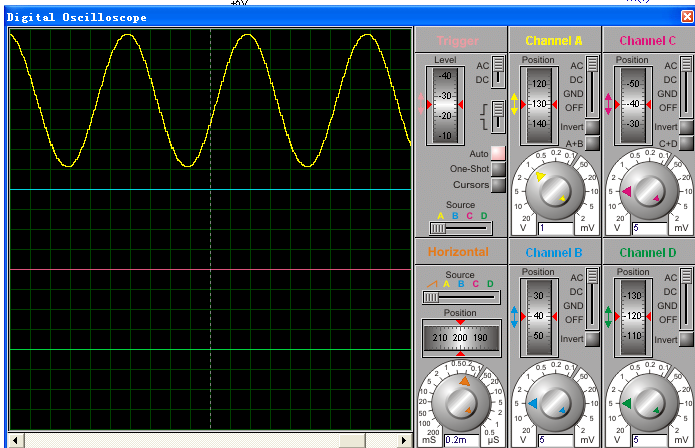 Digital Oscilloscope
Trigger
Level
-40
-30
-20
-10
AC
DC
Auto
One-Shot
Cursors
Source
A B C D
Channel A
Position
120
130
140
AC
DC
GND
OFF
Invert
A+B
20 10 5 2 1 0.5 0.2 0.1 50 20 10 5 2
V 1 mV
Channel C
Position
-50
-40
-30
AC
DC
GND
OFF
Invert
C+D
20 10 5 2 1 0.5 0.2 0.1 50 20 10 5 2
V 5 mV
Horizontal
Source
A B C D
Position
210 200 190
200 100 50 20 10 5 2 1 0.5 0.2 0.1 50 20 10 5 2 1 0.5
mS 0.2m µS
Channel B
Position
30
40
50
AC
DC
GND
OFF
Invert
20 10 5 2 1 0.5 0.2 0.1 50 20 10 5 2
V 5 mV
Channel D
Position
-130
-120
-110
AC
DC
GND
OFF
Invert
20 10 5 2 1 0.5 0.2 0.1 50 20 10 5 2
V 5 mV